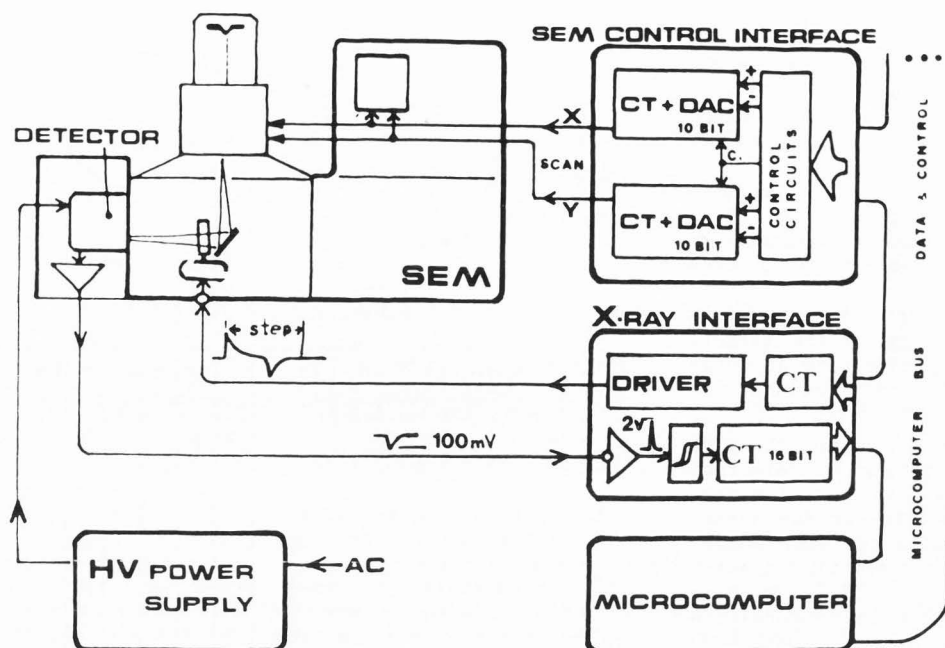 SEM CONTROL INTERFACE
CT + DAC
10 BIT
+
-
C.
CT + DAC
10 BIT
+
-
CONTROL
CIRCUITS
DETECTOR
X
SCAN
Y
SEM
step
X-RAY INTERFACE
DRIVER
CT
100mV
2v
CT 16 BIT
HV POWER
SUPPLY
AC
MICROCOMPUTER
MICROCOMPUTER BUS DATA & CONTROL